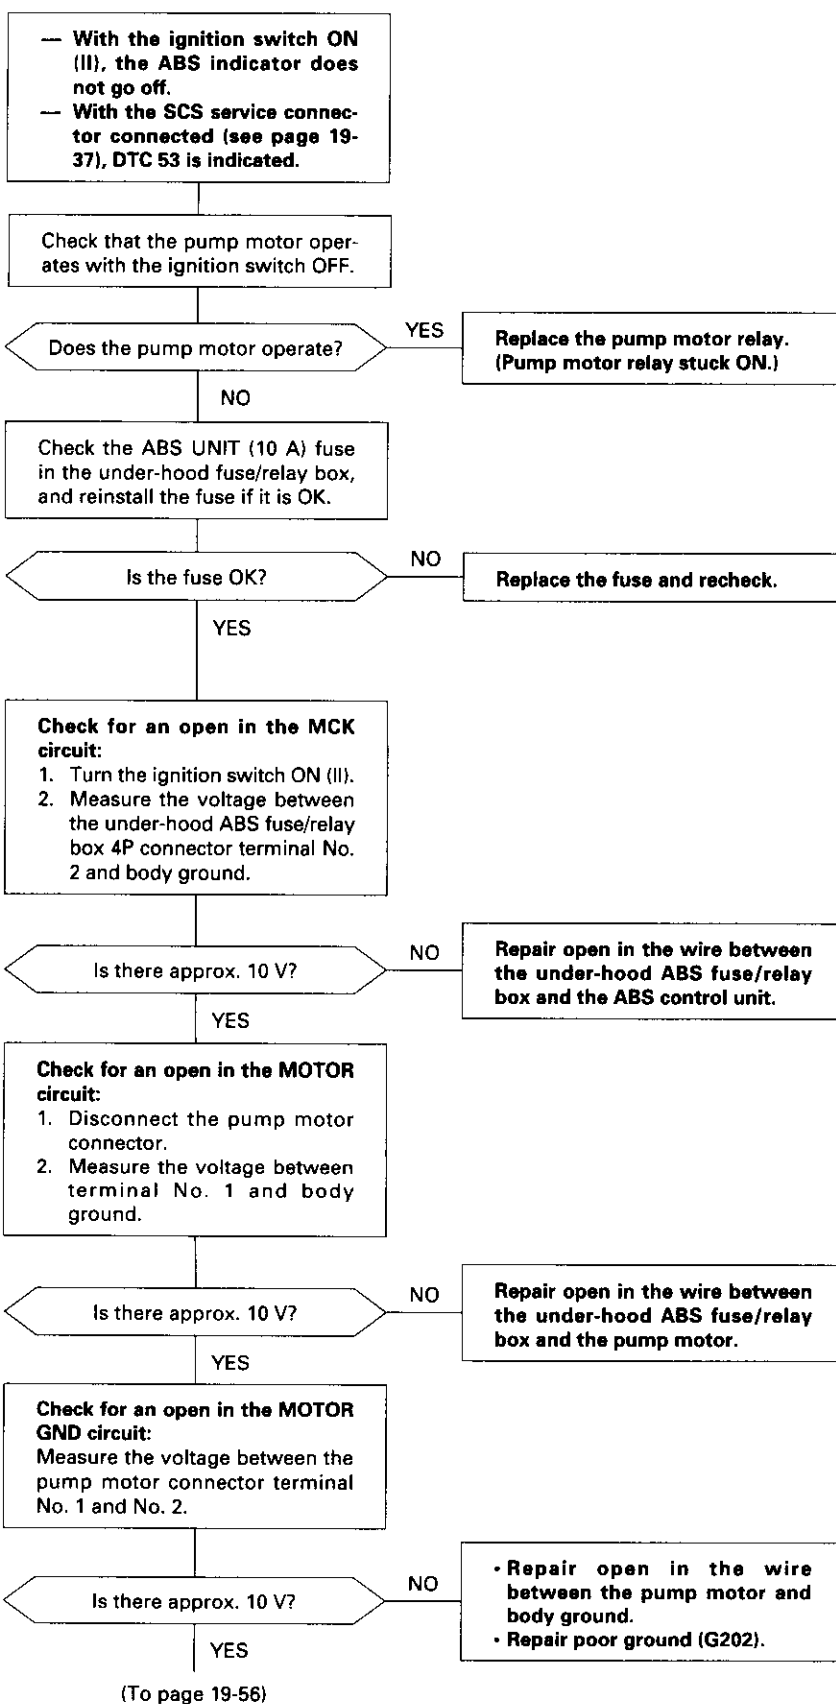 — With the ignition switch ON
(II), the ABS indicator does
not go off.
— With the SCS service connec-
tor connected (see page 19-
37), DTC 53 is indicated.
Check that the pump motor oper-
ates with the ignition switch OFF.
Does the pump motor operate?
YES
Replace the pump motor relay.
(Pump motor relay stuck ON.)
NO
Check the ABS UNIT (10 A) fuse
in the under-hood fuse/relay box,
and reinstall the fuse if it is OK.
Is the fuse OK?
NO
Replace the fuse and recheck.
YES
Check for an open in the MCK
circuit:
1. Turn the ignition switch ON (II).
2. Measure the voltage between
the under-hood ABS fuse/relay
box 4P connector terminal No.
2 and body ground.
Is there approx. 10 V?
NO
Repair open in the wire between
the under-hood ABS fuse/relay
box and the ABS control unit.
YES
Check for an open in the MOTOR
circuit:
1. Disconnect the pump motor
connector.
2. Measure the voltage between
terminal No. 1 and body
ground.
Is there approx. 10 V?
NO
Repair open in the wire between
the under-hood ABS fuse/relay
box and the pump motor.
YES
Check for an open in the MOTOR
GND circuit:
Measure the voltage between the
pump motor connector terminal
No. 1 and No. 2.
Is there approx. 10 V?
NO
• Repair open in the wire
between the pump motor and
body ground.
• Repair poor ground (G202).
YES
(To page 19-56)